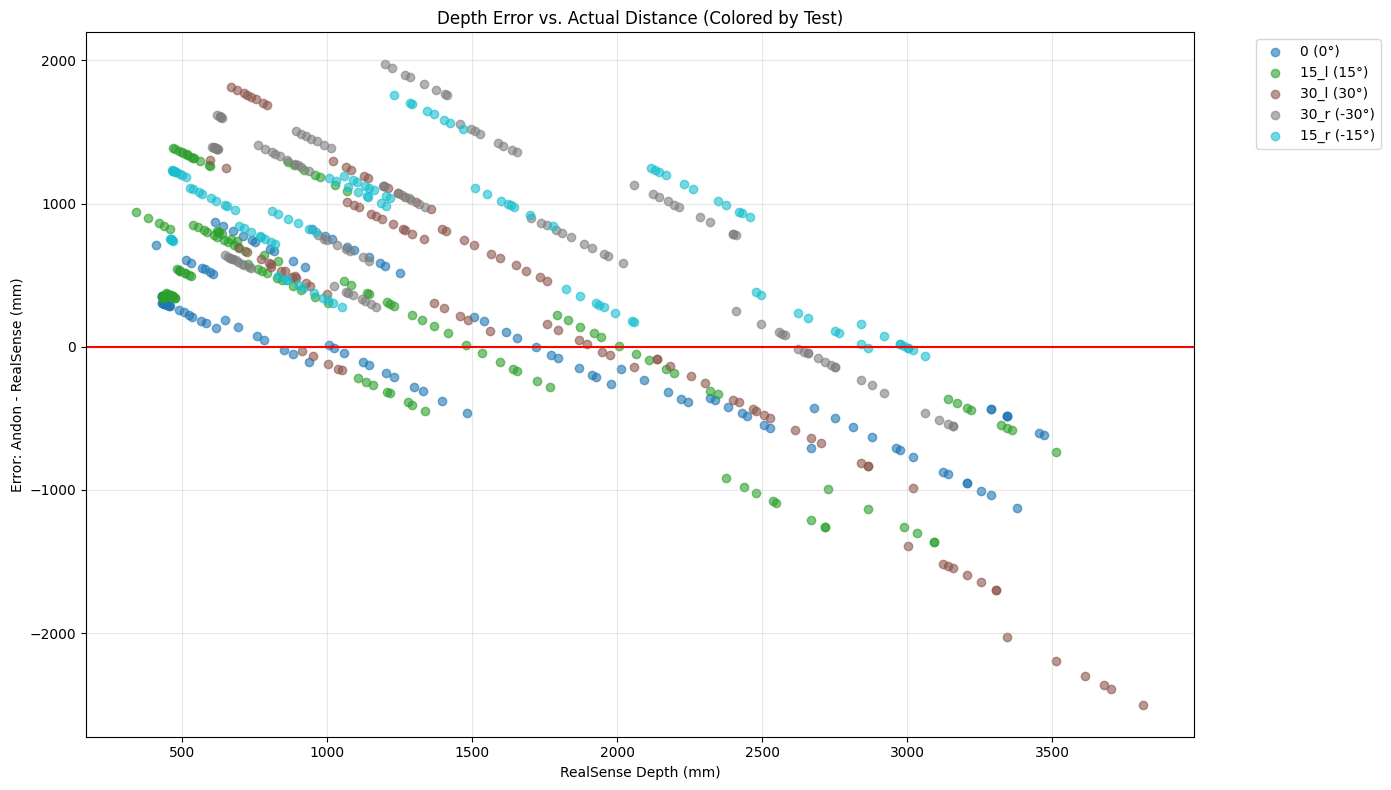 Depth Error vs. Actual Distance (Colored by Test)
0 (0°)
15_l (15°)
30_l (30°)
30_r (-30°)
15_r (-15°)
Error: Andon - RealSense (mm)
2000
1000
0
−1000
−2000
500 1000 1500 2000 2500 3000 3500
RealSense Depth (mm)